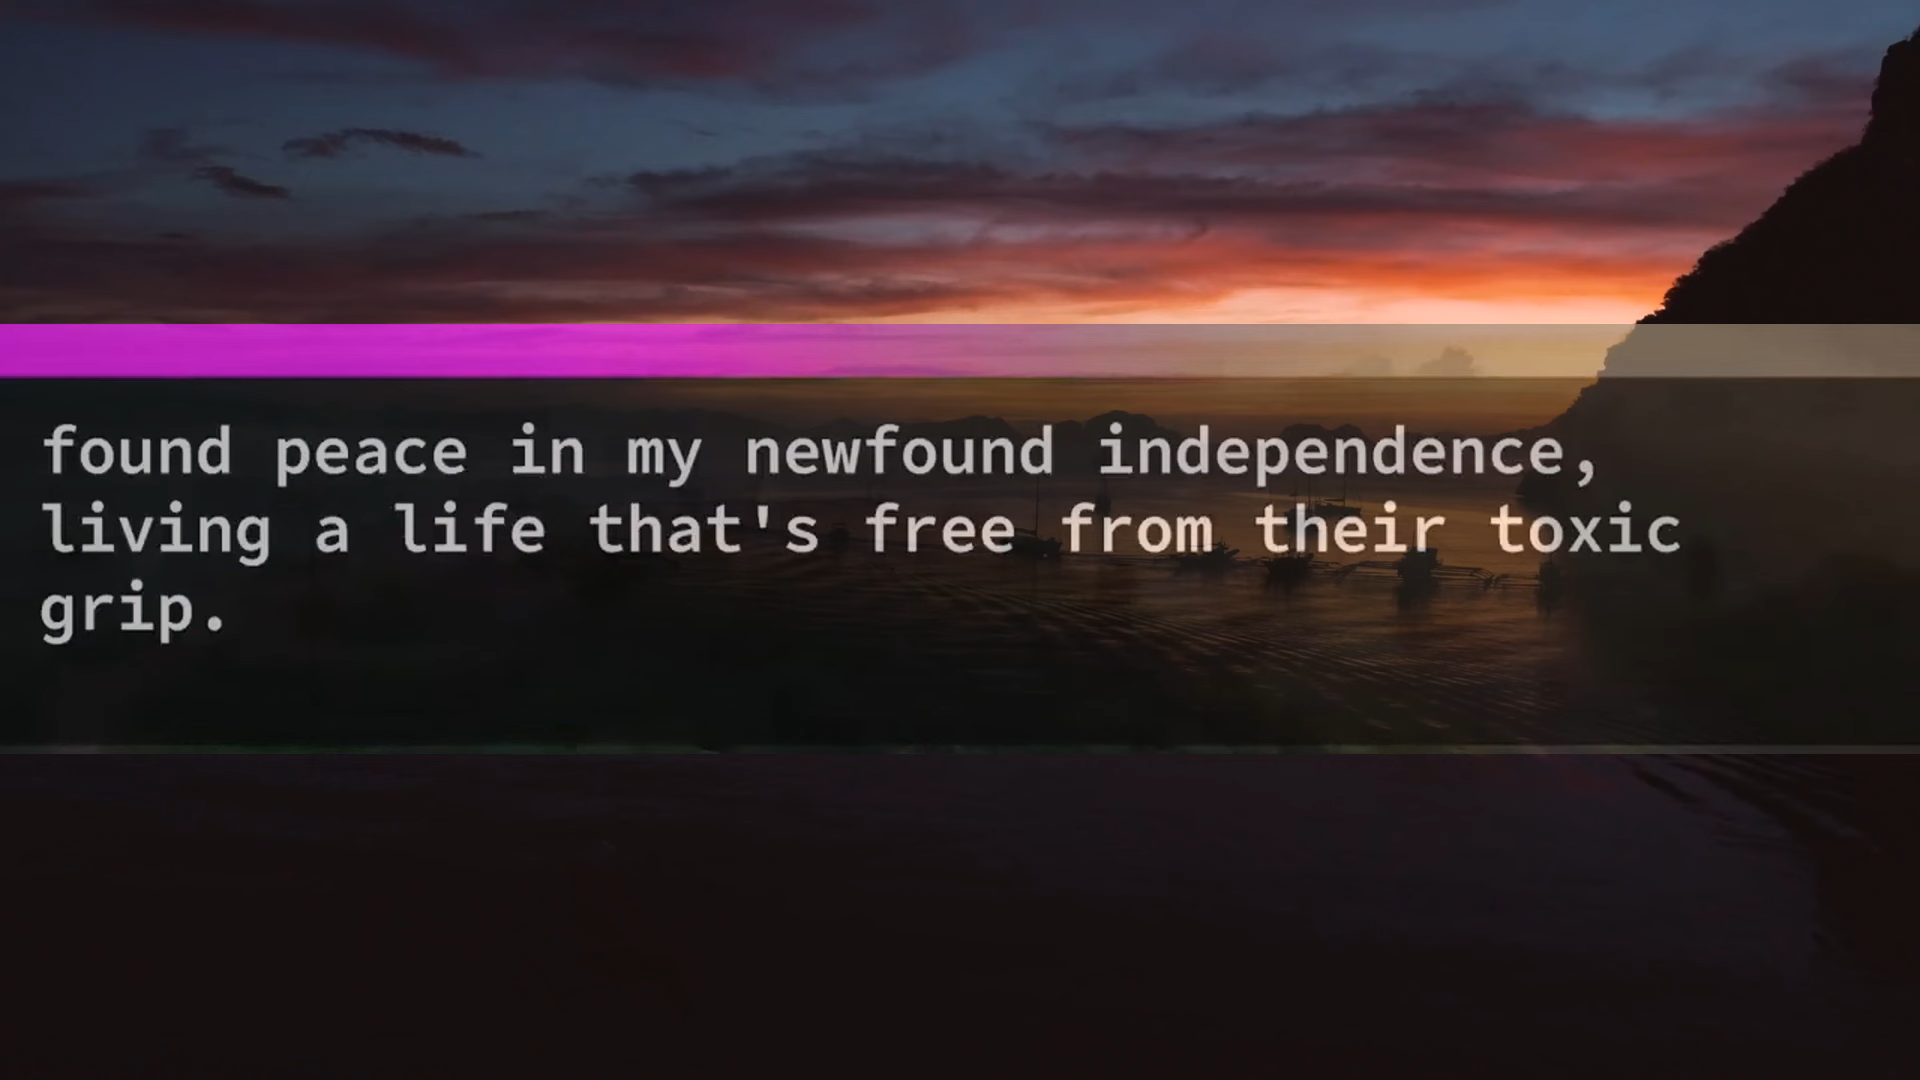 found peace in my newfound independence,
living a life that's free from their toxic
grip.